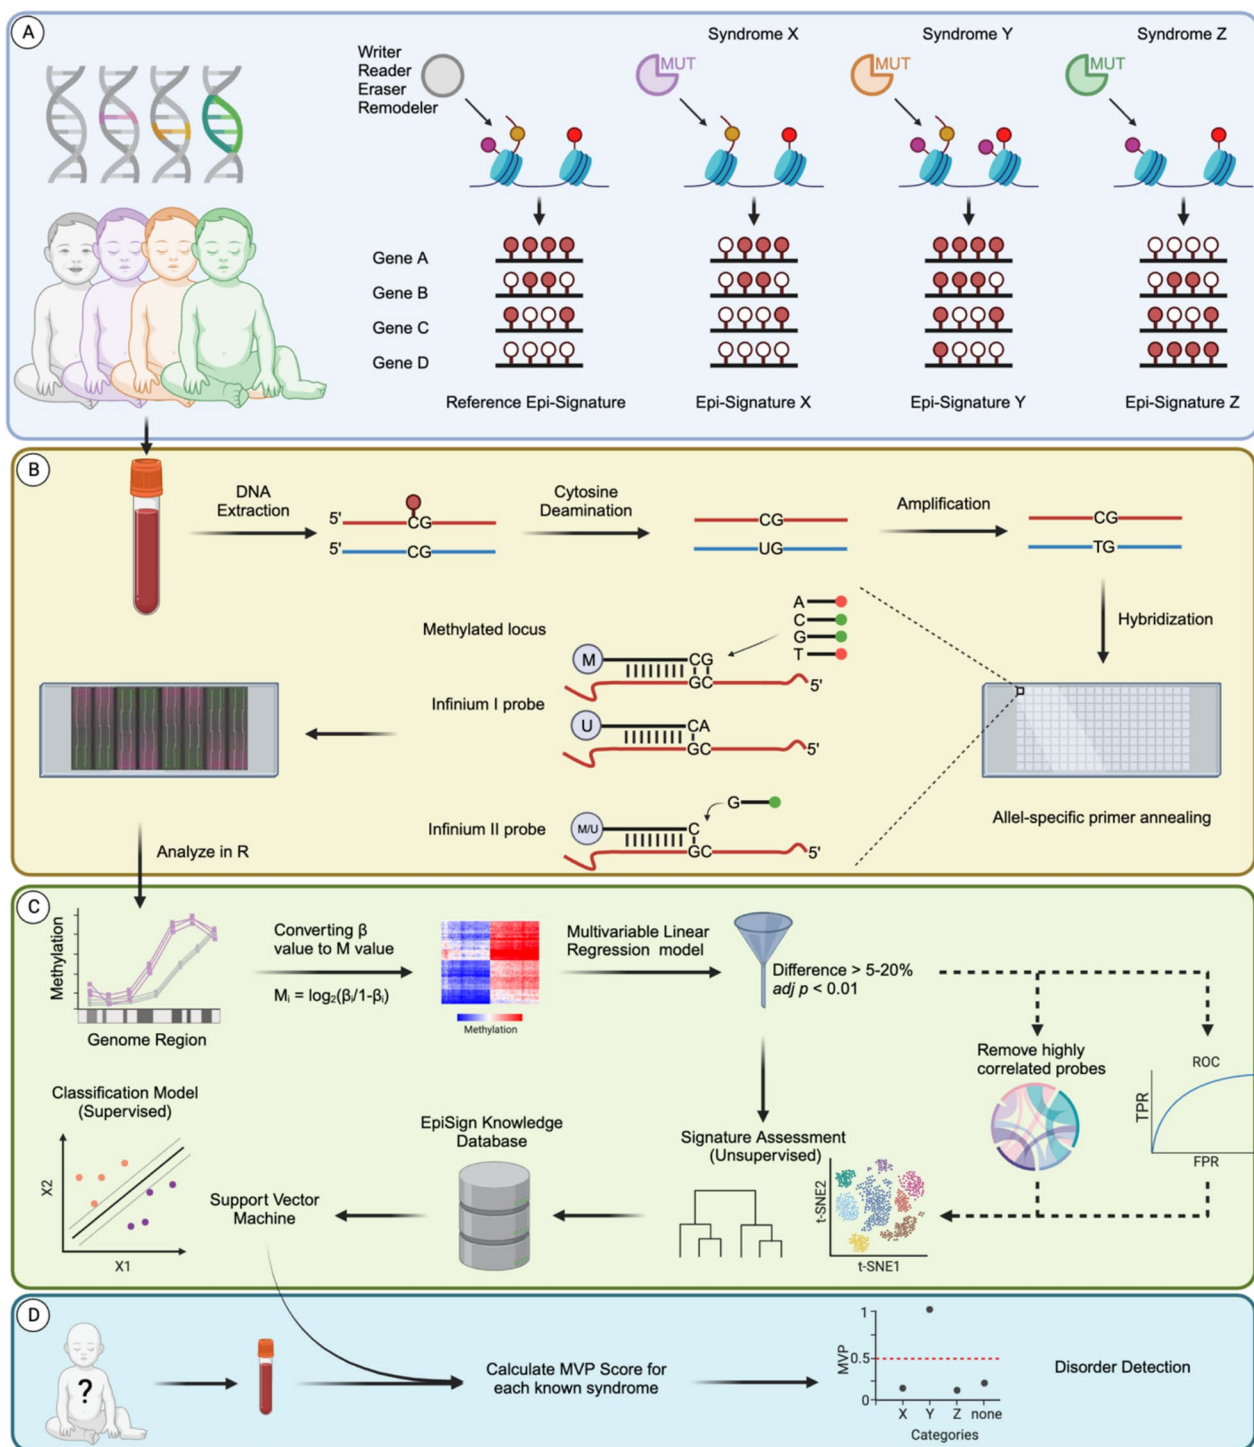 A
Writer
Reader
Eraser
Remodeler
Syndrome X
Syndrome Y
Syndrome Z
MUT
MUT
MUT
Gene A
Gene B
Gene C
Gene D
Reference Epi-Signature
Epi-Signature X
Epi-Signature Y
Epi-Signature Z
B
DNA
Extraction
5'
CG
5'
CG
Cytosine
Deamination
CG
UG
Amplification
CG
TG
Hybridization
A
C
G
T
Methylated locus
M
CG
GC
5'
Infinium I probe
U
CA
GC
5'
G
Infinium II probe
M/U
C
GC
5'
Allel-specific primer annealing
Analyze in R
C
Methylation
Genome Region
Converting β
value to M value
Mᵢ = log₂(βᵢ/1-βᵢ)
Methylation
Multivariable Linear
Regression model
Difference > 5-20%
adj p < 0.01
Remove highly
correlated probes
ROC
TPR
FPR
Classification Model
(Supervised)
X2
X1
Support Vector
Machine
EpiSign Knowledge
Database
Signature Assessment
(Unsupervised)
t-SNE2
t-SNE1
D
?
Calculate MVP Score for
each known syndrome
MVP
1
0.5
0
X Y Z none
Categories
Disorder Detection